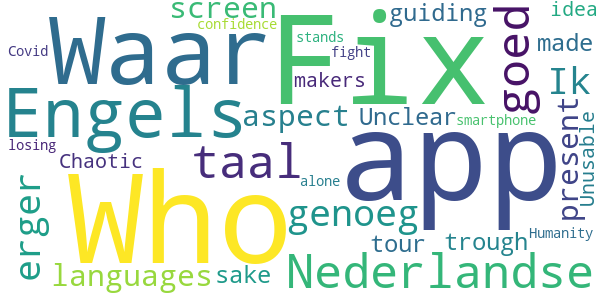 screen
confidence
guiding
idea
Waar
Fix
goed
Covid
stands
fight
made
makers
Ik
Engels
aspect
Unclear
smartphone
present
Unusable
losing
Chaotic
taal
app
Who
alone
erger
genoeg
tour
trough
Humanity
languages
sake
Nederlandse